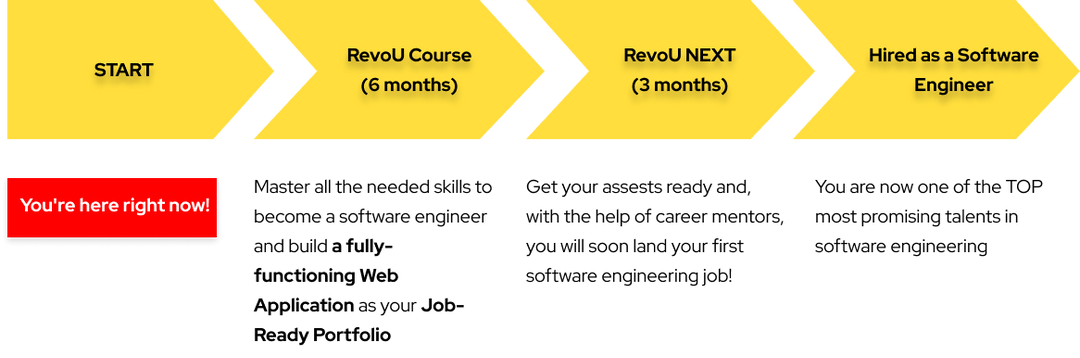 START
RevoU Course
(6 months)
RevoU NEXT
(3 months)
Hired as a Software
Engineer
You're here right now!
Master all the needed skills to
become a software engineer
and build a fully-
functioning Web
Application as your Job-
Ready Portfolio
Get your assests ready and,
with the help of career mentors,
you will soon land your first
software engineering job!
You are now one of the TOP
most promising talents in
software engineering